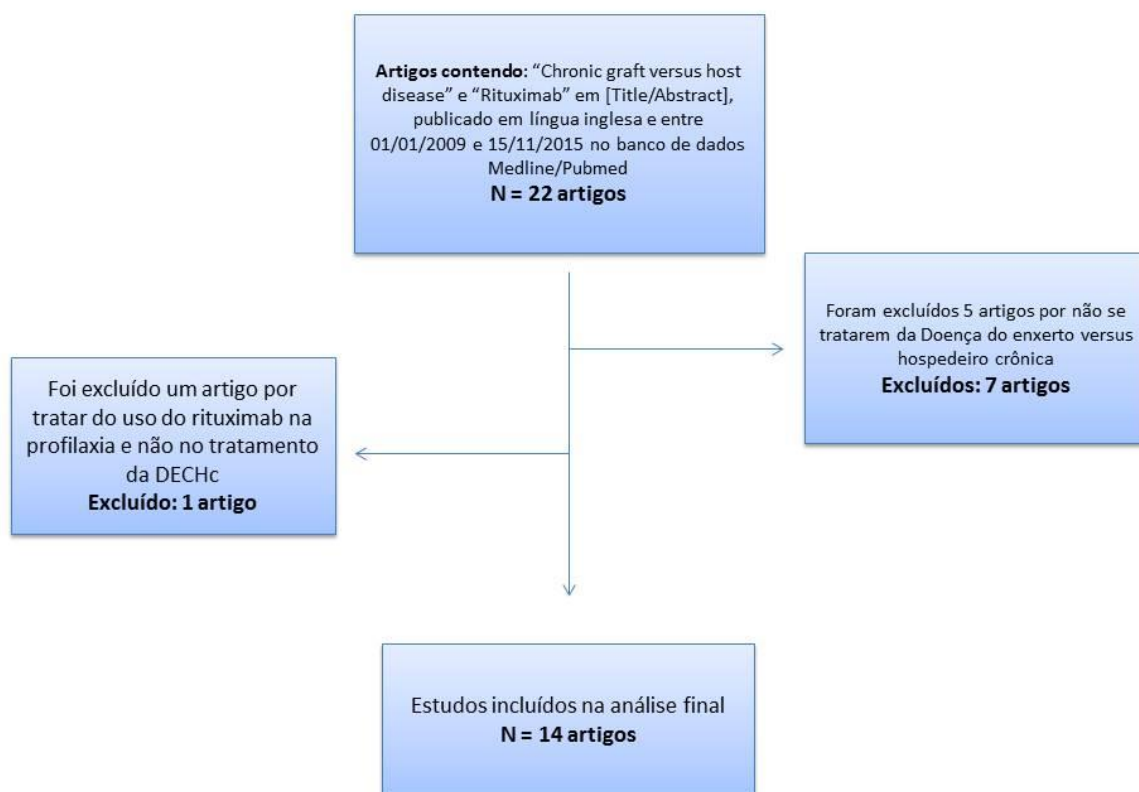 Artigos contendo: “Chronic graft versus host
disease” e “Rituximab” em [Title/Abstract],
publicado em língua inglesa e entre
01/01/2009 e 15/11/2015 no banco de dados
Medline/Pubmed
N = 22 artigos
Foram excluídos 5 artigos por não se
tratarem da Doença do enxerto versus
hospedeiro crônica
Excluídos: 7 artigos
Foi excluído um artigo por
tratar do uso do rituximab na
profilaxia e não no tratamento
da DECHc
Excluído: 1 artigo
Estudos incluídos na análise final
N = 14 artigos